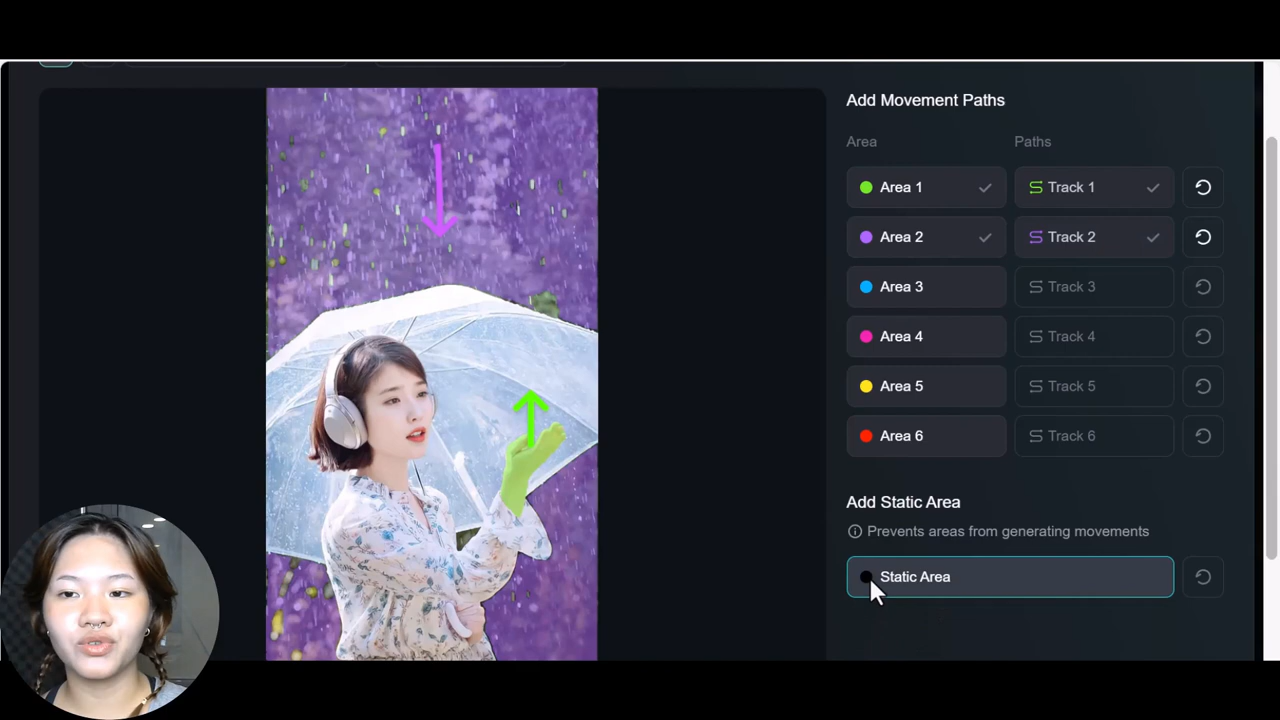 Add Movement Paths
Area Paths
Area 1 Track 1
Area 2 Track 2
Area 3 Track 3
Area 4 Track 4
Area 5 Track 5
Area 6 Track 6
Add Static Area
Prevents areas from generating movements
Static Area